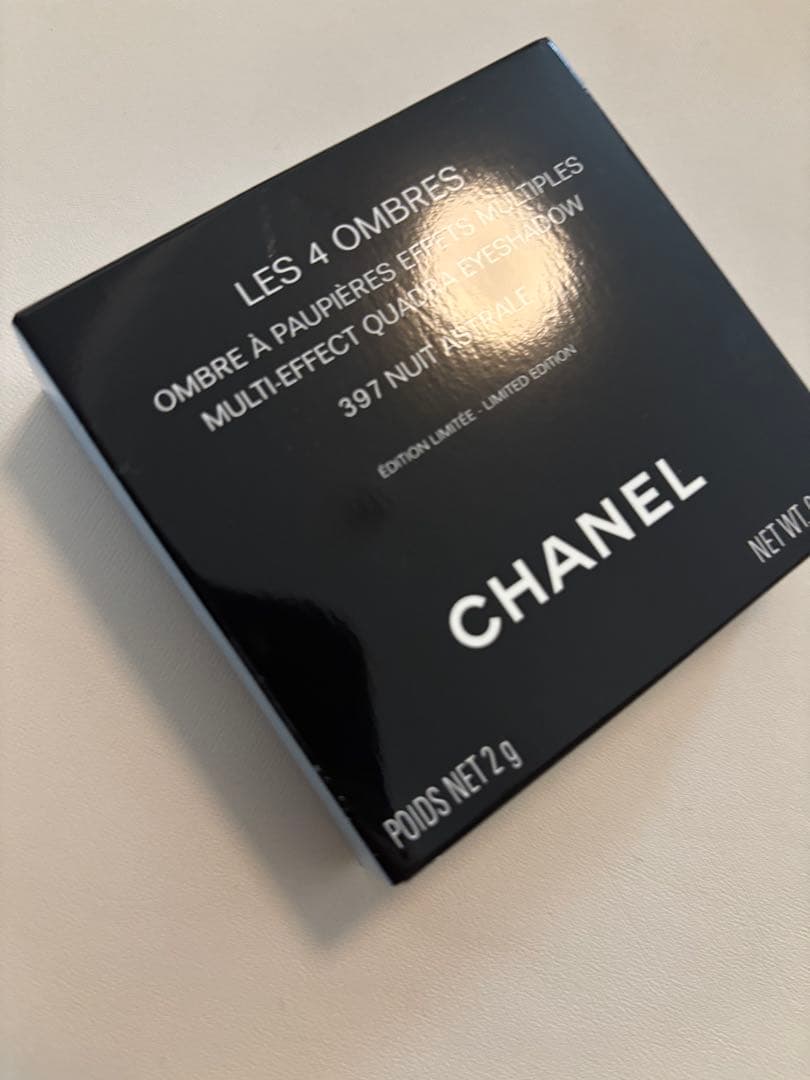 LES 4 OMBRES
OMBRE À PAUPIÈRES EFFETS MULTIPLES
MULTI-EFFECT QUADRA EYESHADOW
397 NUIT ASTRALE
ÉDITION LIMITÉE - LIMITED EDITION
CHANEL
POIDS NET 2 g
NET WT